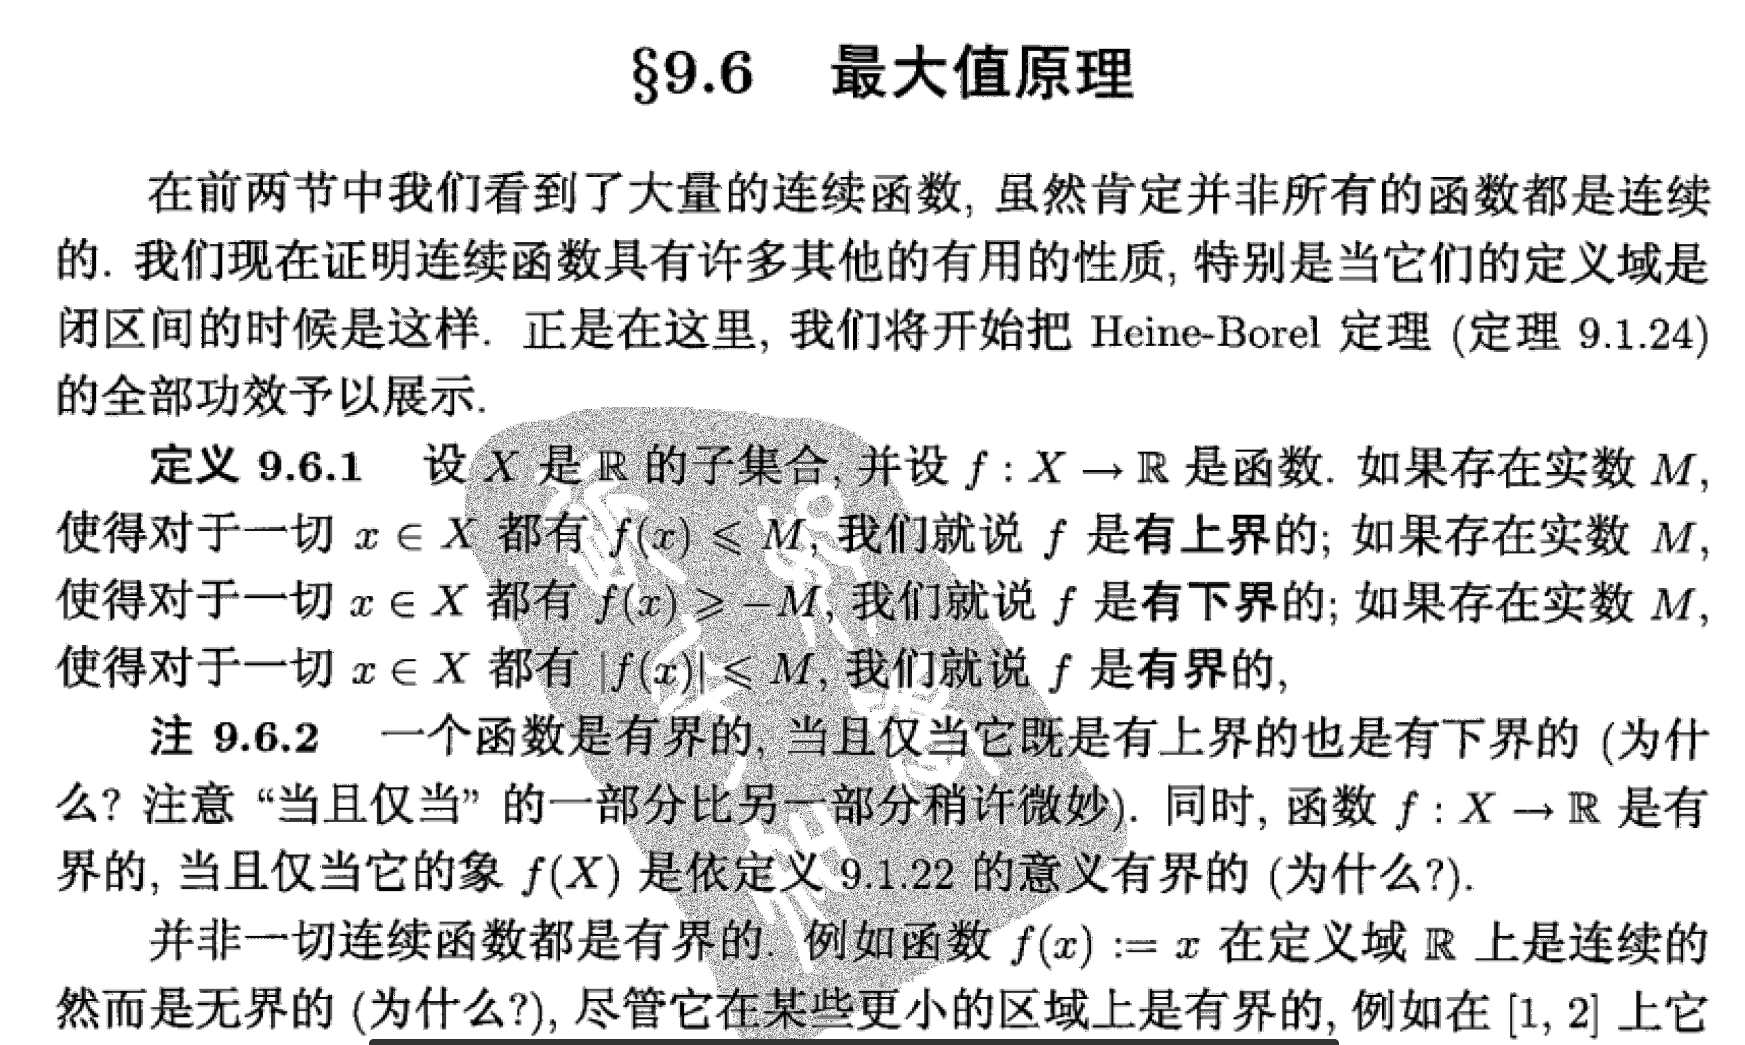 §9.6 最大值原理
在前两节中我们看到了大量的连续函数, 虽然肯定并非所有的函数都是连续
的. 我们现在证明连续函数具有许多其他的有用的性质, 特别是当它们的定义域是
闭区间的时候是这样. 正是在这里, 我们将开始把 Heine-Borel 定理 (定理 9.1.24)
的全部功效予以展示.
定义 9.6.1 设 X 是 ℝ 的子集合, 并设 f : X → ℝ 是函数. 如果存在实数 M,
使得对于一切 x ∈ X 都有 f(x) ⩽ M, 我们就说 f 是有上界的; 如果存在实数 M,
使得对于一切 x ∈ X 都有 f(x) ⩾ −M, 我们就说 f 是有下界的; 如果存在实数 M,
使得对于一切 x ∈ X 都有 |f(x)| ⩽ M, 我们就说 f 是有界的,
注 9.6.2 一个函数是有界的, 当且仅当它既是有上界的也是有下界的 (为什
么? 注意 “当且仅当” 的一部分比另一部分稍许微妙). 同时, 函数 f : X → ℝ 是有
界的, 当且仅当它的象 f(X) 是依定义 9.1.22 的意义有界的 (为什么?).
并非一切连续函数都是有界的. 例如函数 f(x) := x 在定义域 ℝ 上是连续的
然而是无界的 (为什么?), 尽管它在某些更小的区域上是有界的, 例如在 [1, 2] 上它